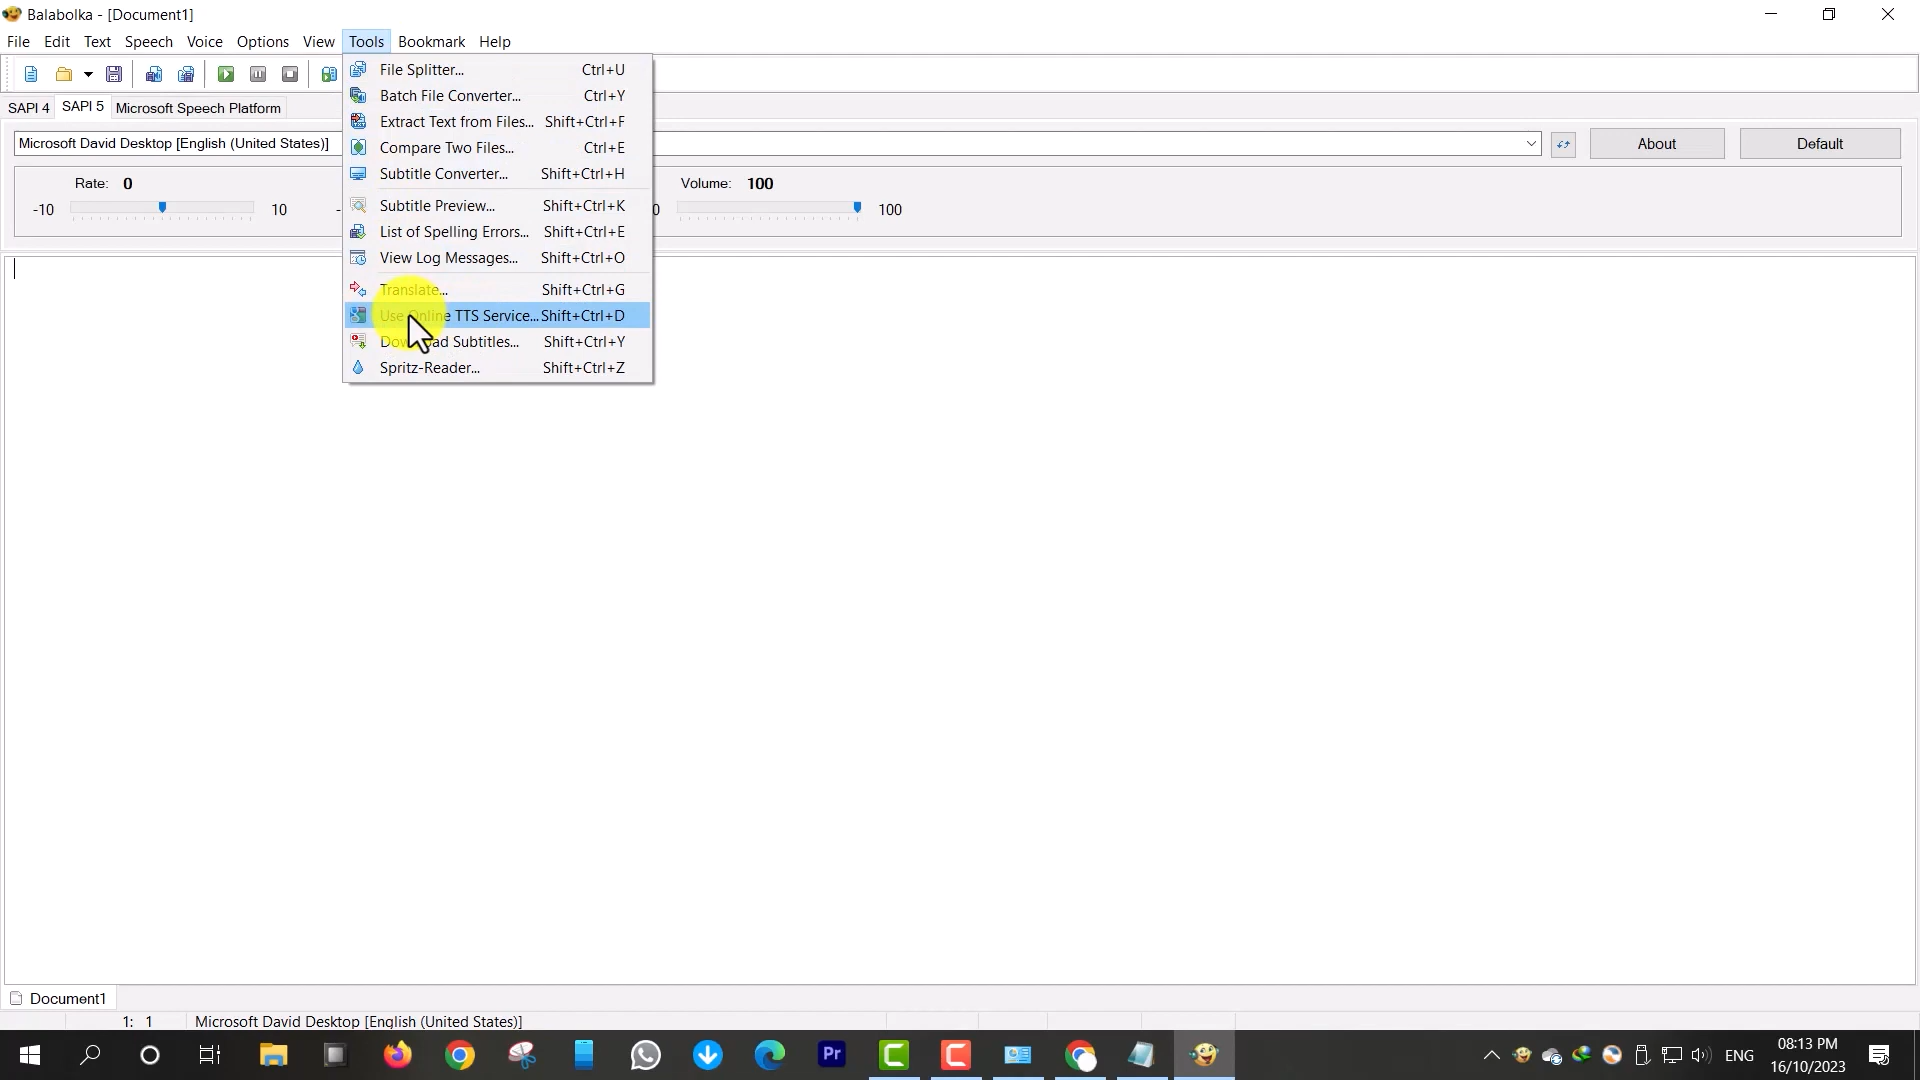 Balabolka - [Document1]
File Edit Text Speech Voice Options View Tools Bookmark Help
File Splitter... Ctrl+U
Batch File Converter... Ctrl+Y
Extract Text from Files... Shift+Ctrl+F
Compare Two Files... Ctrl+E
Subtitle Converter... Shift+Ctrl+H
Subtitle Preview... Shift+Ctrl+K
List of Spelling Errors... Shift+Ctrl+E
View Log Messages... Shift+Ctrl+O
Translate... Shift+Ctrl+G
Use Online TTS Service... Shift+Ctrl+D
Download Subtitles... Shift+Ctrl+Y
Spritz-Reader... Shift+Ctrl+Z
SAPI 4 SAPI 5 Microsoft Speech Platform
Microsoft David Desktop [English (United States)] About Default
Rate: 0 Volume: 100
-10 10 - 0 100
Document1
1: 1 Microsoft David Desktop [English (United States)]
Pr ENG 08:13 PM
16/10/2023